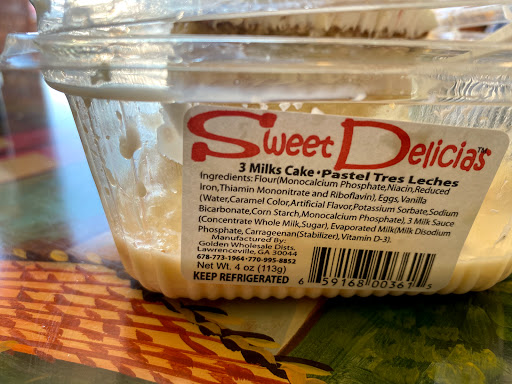 Sweet Delicias™
3 Milks Cake • Pastel Tres Leches
Ingredients: Flour(Monocalcium Phosphate,Niacin,Reduced
Iron,Thiamin Mononitrate and Riboflavin), Eggs, Vanilla
(Water,Caramel Color,Artificial Flavor,Potassium Sorbate,Sodium
Bicarbonate,Corn Starch,Monocalcium Phosphate), 3 Milk Sauce
(Concentrate Whole Milk,Sugar), Evaporated Milk(Milk Disodium
Phosphate, Carrageenan(Stabilizer), Vitamin D-3).
Manufactured By:
Golden Wholesale Dists.
Lawrenceville, GA 30044
678-773-1964•770-995-8852
Net Wt. 4 oz (113g)
KEEP REFRIGERATED
6 59168 00361 5